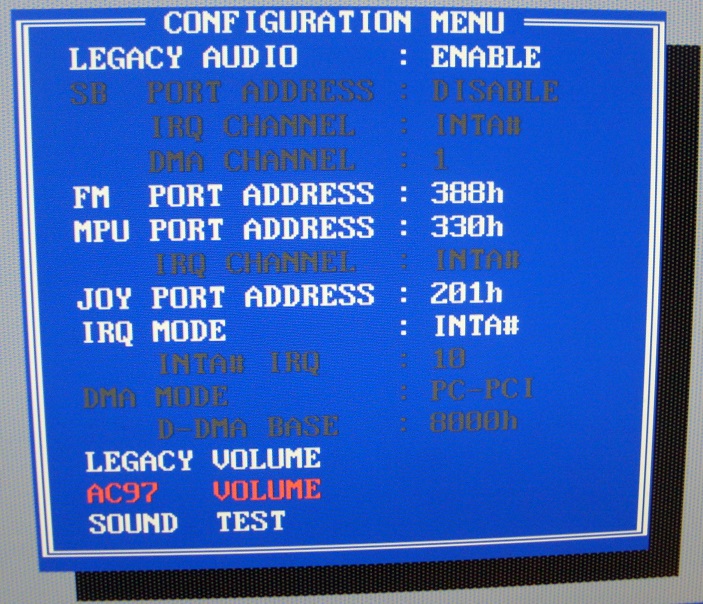 CONFIGURATION MENU
LEGACY AUDIO : ENABLE
SB PORT ADDRESS : DISABLE
IRQ CHANNEL : INTA#
DMA CHANNEL : 1
FM PORT ADDRESS : 388h
MPU PORT ADDRESS : 330h
IRQ CHANNEL : INTA#
JOY PORT ADDRESS : 201h
IRQ MODE : INTA#
INTA# IRQ : 10
DMA MODE : PC-PCI
D-DMA BASE : 8000h
LEGACY VOLUME
AC97 VOLUME
SOUND TEST